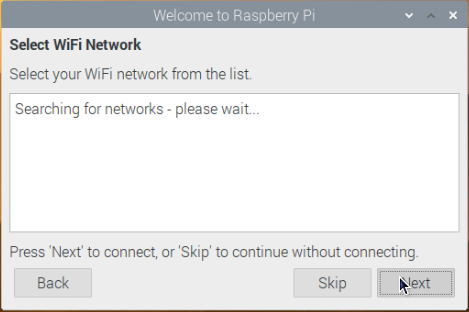 Welcome to Raspberry Pi
Select WiFi Network
Select your WiFi network from the list.
Searching for networks - please wait...
Press 'Next' to connect, or 'Skip' to continue without connecting.
Back
Skip
Next